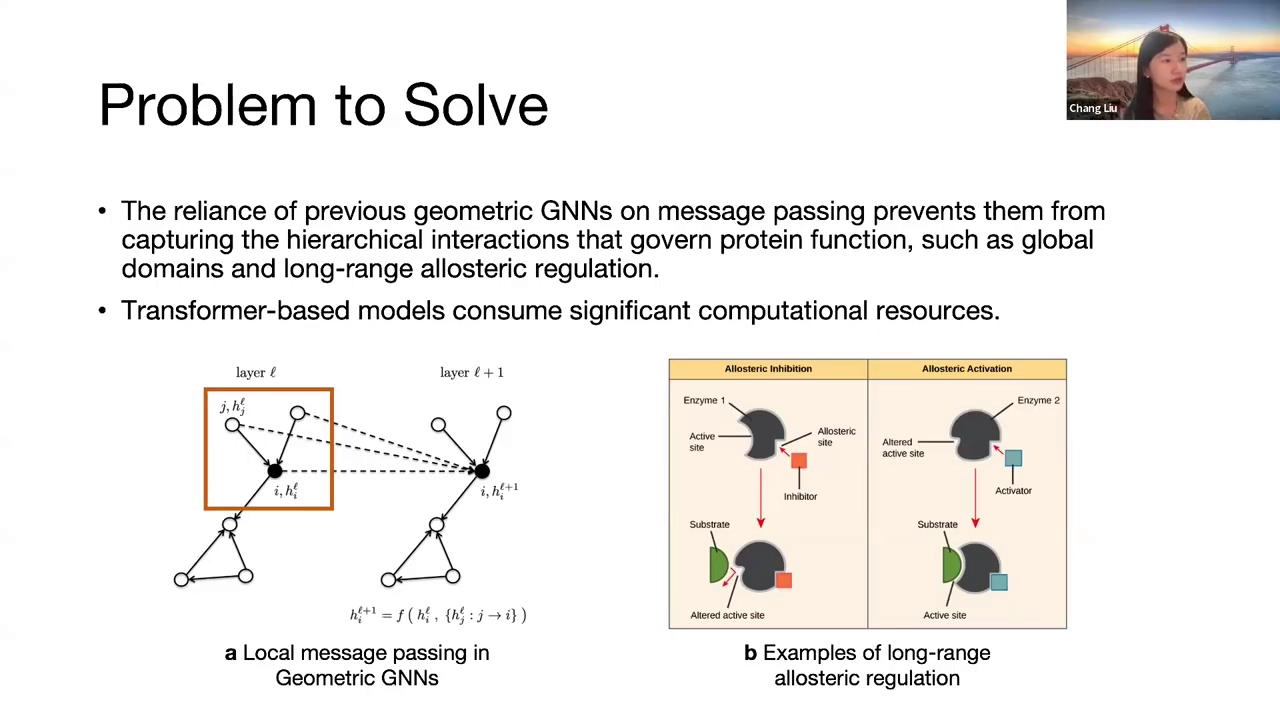 Chang Liu
Problem to Solve
• The reliance of previous geometric GNNs on message passing prevents them from
capturing the hierarchical interactions that govern protein function, such as global
domains and long-range allosteric regulation.
• Transformer-based models consume significant computational resources.
layer ℓ
layer ℓ + 1
j, h_j^ℓ
i, h_i^ℓ
i, h_i^{ℓ+1}
h_i^{ℓ+1} = f ( h_i^ℓ , {h_j^ℓ : j → i} )
a Local message passing in
Geometric GNNs
Allosteric Inhibition
Enzyme 1
Active
site
Allosteric
site
Inhibitor
Substrate
Altered active site
Allosteric Activation
Enzyme 2
Altered
active site
Activator
Substrate
Active site
b Examples of long-range
allosteric regulation